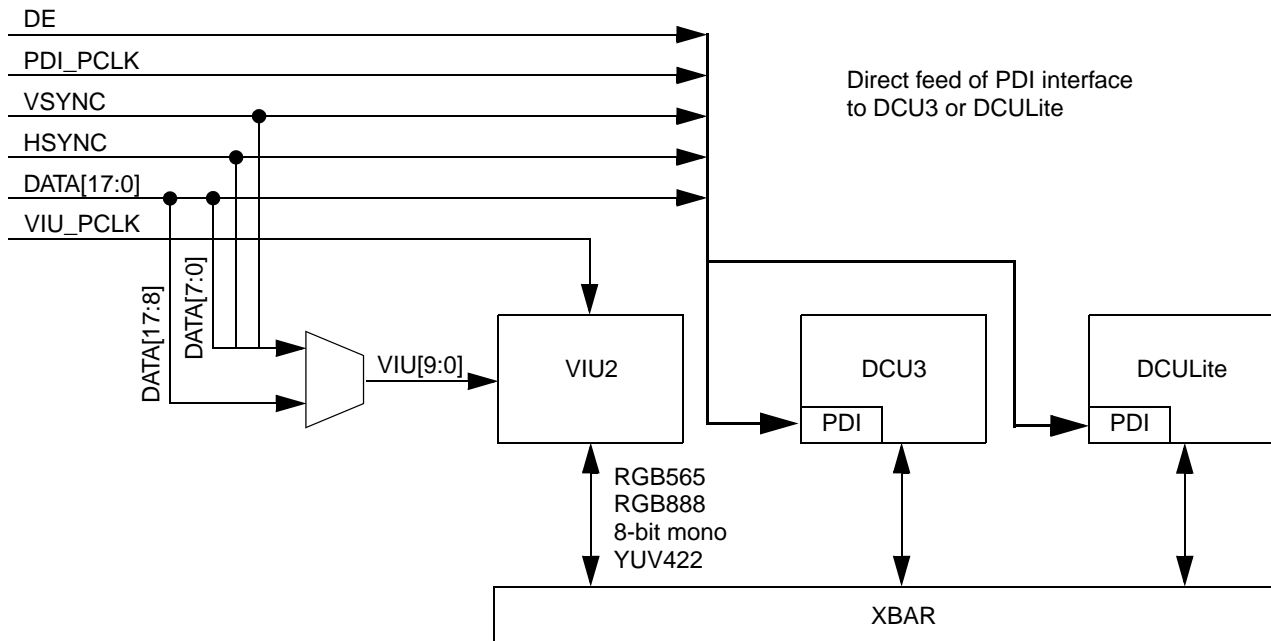 DE
PDI_PCLK
VSYNC
HSYNC
DATA[17:0]
VIU_PCLK
Direct feed of PDI interface
to DCU3 or DCULite
DATA[17:8]
DATA[7:0]
VIU[9:0]
VIU2
DCU3
PDI
DCULite
PDI
RGB565
RGB888
8-bit mono
YUV422
XBAR